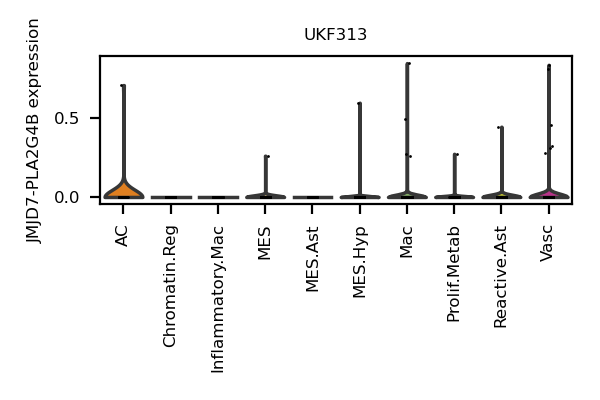 UKF313
JMJD7-PLA2G4B expression
0.5
0.0
AC
Chromatin.Reg
Inflammatory.Mac
MES
MES.Ast
MES.Hyp
Mac
Prolif.Metab
Reactive.Ast
Vasc